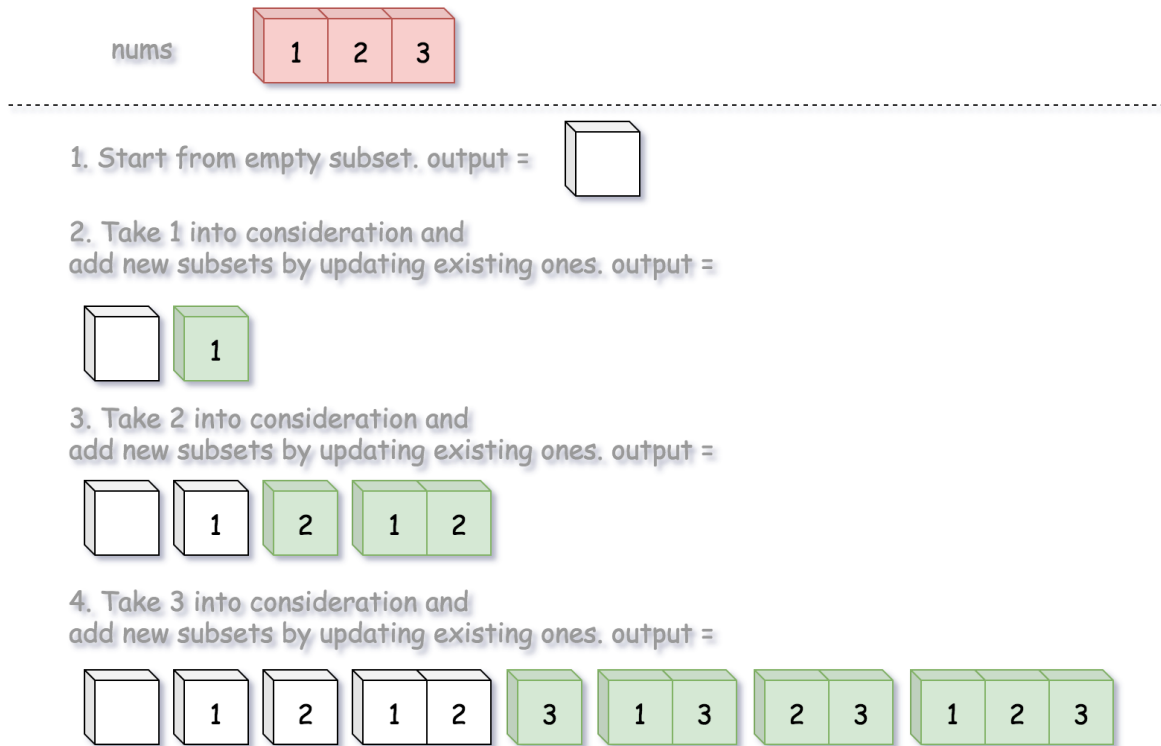 nums 1 2 3
1. Start from empty subset. output =
2. Take 1 into consideration and
add new subsets by updating existing ones. output =
1
3. Take 2 into consideration and
add new subsets by updating existing ones. output =
1 2 1 2
4. Take 3 into consideration and
add new subsets by updating existing ones. output =
1 2 1 2 3 1 3 2 3 1 2 3